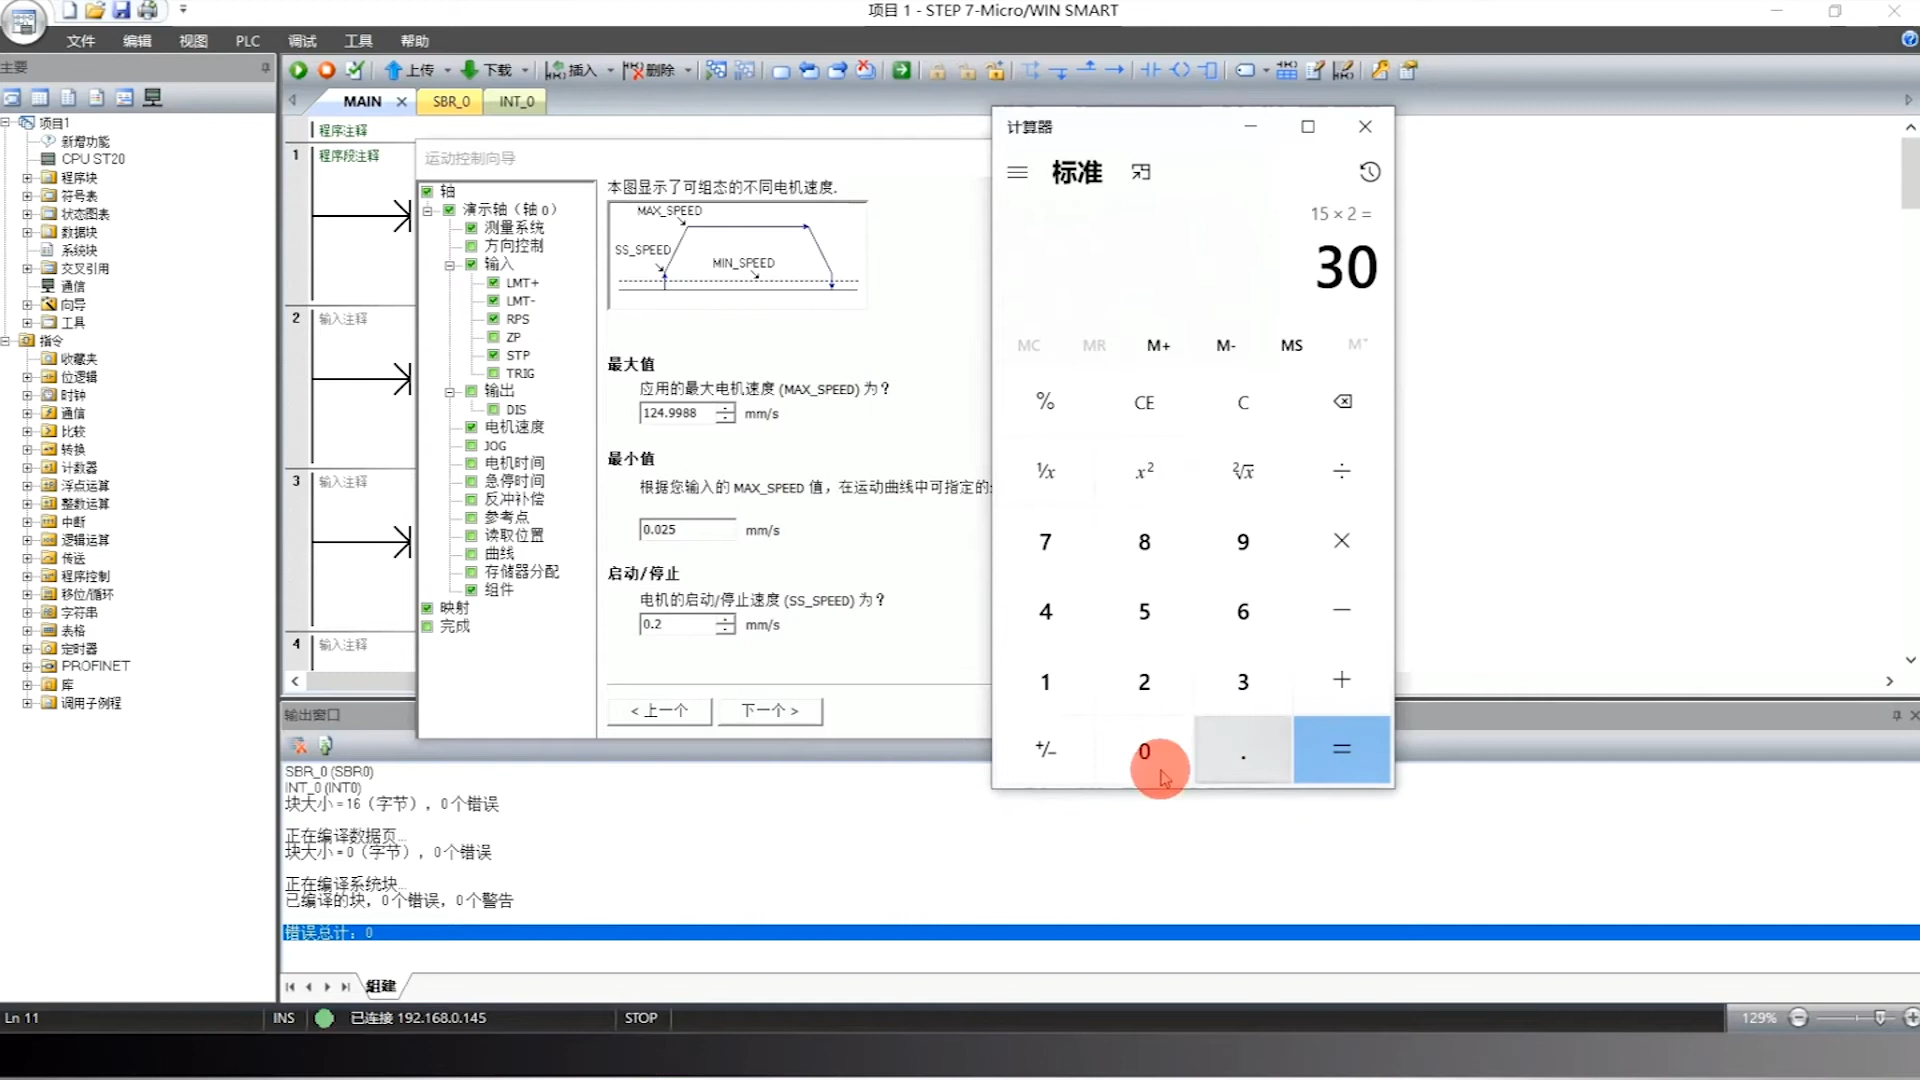 项目 1 - STEP 7-Micro/WIN SMART
文件 编辑 视图 PLC 调试 工具 帮助
主要
上传 下载 插入 删除
MAIN SBR_0 INT_0
项目1
新增功能
CPU ST20
程序块
符号表
状态图表
数据块
系统块
交叉引用
通信
向导
工具
指令
收藏夹
位逻辑
时钟
通信
比较
转换
计数器
浮点运算
整数运算
中断
逻辑运算
传送
程序控制
移位/循环
字符串
表格
定时器
PROFINET
库
调用子例程
程序注释
1 程序段注释
2 输入注释
3 输入注释
4 输入注释
运动控制向导
轴
演示轴（轴 0）
测量系统
方向控制
输入
LMT+
LMT-
RPS
ZP
STP
TRIG
输出
DIS
电机速度
JOG
电机时间
急停时间
反冲补偿
参考点
读取位置
曲线
存储器分配
组件
映射
完成
本图显示了可组态的不同电机速度.
MAX_SPEED
SS_SPEED
MIN_SPEED
最大值
应用的最大电机速度 (MAX_SPEED) 为?
124.9988 mm/s
最小值
根据您输入的 MAX_SPEED 值，在运动曲线中可指定的
0.025 mm/s
启动/停止
电机的启动/停止速度 (SS_SPEED) 为?
0.2 mm/s
< 上一个 下一个 >
计算器
标准
15 × 2 =
30
MC MR M+ M- MS M˅
% CE C
¹/x x² ²√x ÷
7 8 9 ×
4 5 6 −
1 2 3 +
+/− 0 . =
输出窗口
SBR_0 (SBR0)
INT_0 (INT0)
块大小 = 16（字节），0 个错误
正在编译数据页...
块大小 = 0（字节），0 个错误
正在编译系统块...
已编译的块，0 个错误，0 个警告
错误总计：0
组建
Ln 11 INS 已连接 192.168.0.145 STOP 129%